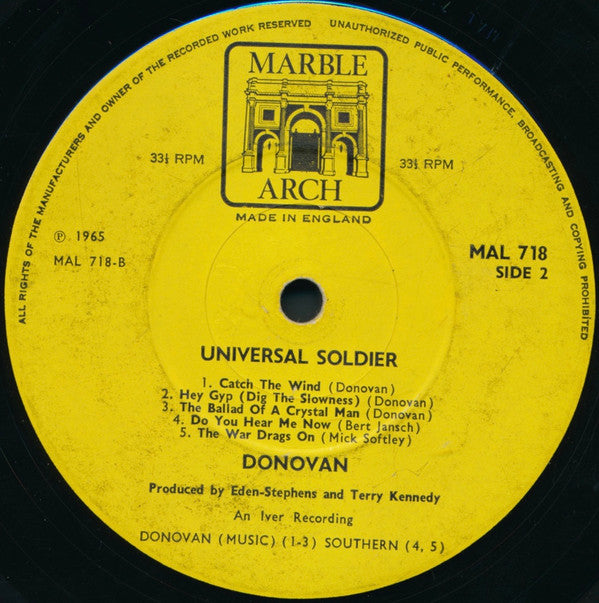 ALL RIGHTS OF THE MANUFACTURERS AND OWNER OF THE RECORDED WORK RESERVED
UNAUTHORIZED PUBLIC PERFORMANCE, BROADCASTING AND COPYING PROHIBITED
MARBLE
ARCH
33⅓ RPM
33⅓ RPM
MADE IN ENGLAND
℗ 1965
MAL 718-B
MAL 718
SIDE 2
UNIVERSAL SOLDIER
1. Catch The Wind (Donovan)
2. Hey Gyp (Dig The Slowness) (Donovan)
3. The Ballad Of A Crystal Man (Donovan)
4. Do You Hear Me Now (Bert Jansch)
5. The War Drags On (Mick Softley)
DONOVAN
Produced by Eden-Stephens and Terry Kennedy
An Iver Recording
DONOVAN (MUSIC) (1-3) SOUTHERN (4, 5)